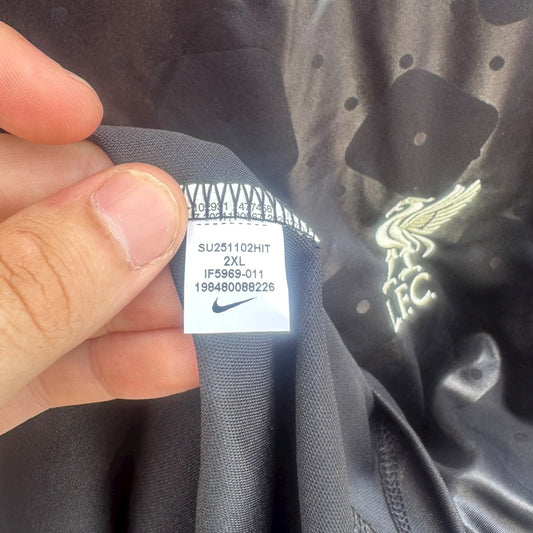 SU251102HIT
2XL
IF5969-011
198480088226
L.F.C.